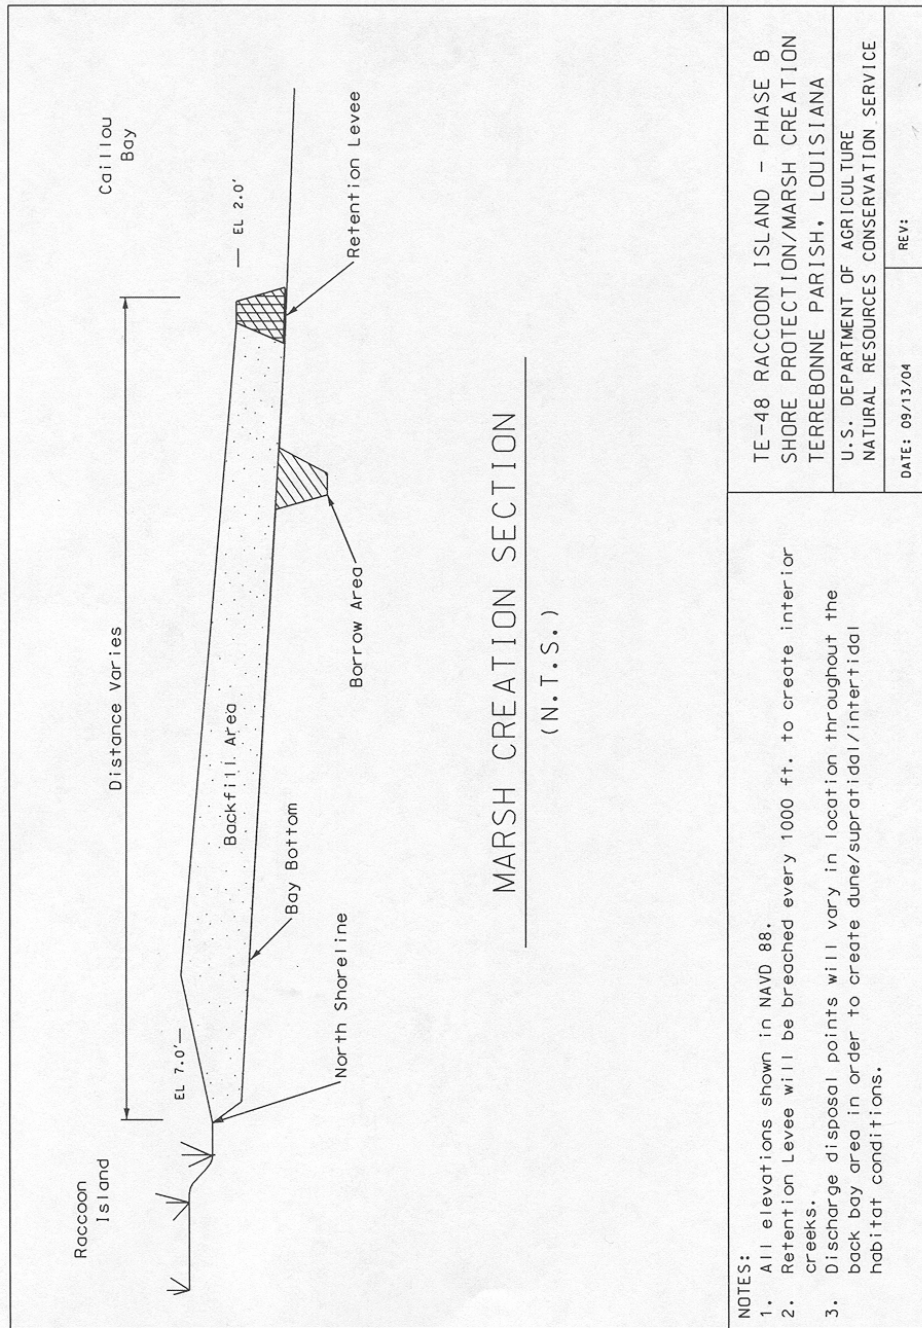 Raccoon
Island
Caillou
Bay
Distance Varies
EL 7.0'
EL 2.0'
Backfill Area
North Shoreline
Bay Bottom
Borrow Area
Retention Levee
MARSH CREATION SECTION
(N.T.S.)
NOTES:
1. All elevations shown in NAVD 88.
2. Retention Levee will be breached every 1000 ft. to create interior
creeks.
3. Discharge disposal points will vary in location throughout the
back bay area in order to create dune/supratidal/intertidal
habitat conditions.
TE-48 RACCOON ISLAND - PHASE B
SHORE PROTECTION/MARSH CREATION
TERREBONNE PARISH, LOUISIANA
U.S. DEPARTMENT OF AGRICULTURE
NATURAL RESOURCES CONSERVATION SERVICE
DATE: 09/13/04
REV: